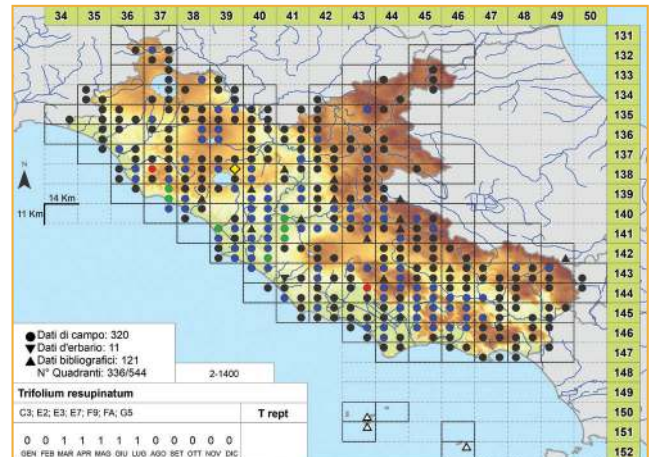 34 35 36 37 38 39 40 41 42 43 44 45 46 47 48 49 50
131
132
133
134
135
136
137
138
139
140
141
142
143
144
145
146
147
148
149
150
151
152
N
14 Km
11 Km
Dati di campo: 320
Dati d'erbario: 11
Dati bibliografici: 121
N° Quadranti: 336/544
2-1400
Trifolium resupinatum
C3; E2; E3; E7; F9; FA; G5
T rept
0 0 1 1 1 1 1 0 0 0 0 0
GEN FEB MAR APR MAG GIU LUG AGO SET OTT NOV DIC